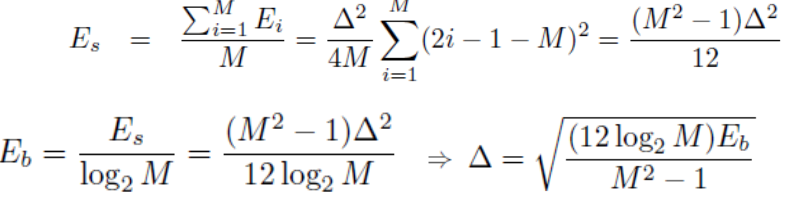 E_s = \frac{\sum_{i=1}^{M} E_i}{M} = \frac{\Delta^2}{4M} \sum_{i=1}^{M} (2i - 1 - M)^2 = \frac{(M^2 - 1)\Delta^2}{12}
E_b = \frac{E_s}{\log_2 M} = \frac{(M^2 - 1)\Delta^2}{12 \log_2 M} \Rightarrow \Delta = \sqrt{\frac{(12 \log_2 M)E_b}{M^2 - 1}}